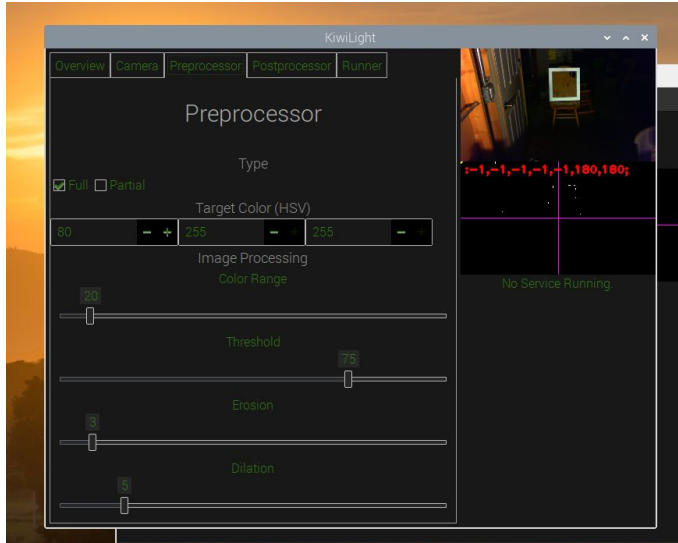 KiwiLight
Overview Camera Preprocessor Postprocessor Runner
Preprocessor
Type
Full Partial
Target Color (HSV)
80 - + 255 - + 255 - +
Image Processing
Color Range
20
Threshold
75
Erosion
3
Dilation
5
:-1,-1,-1,-1,-1,180,180;
No Service Running.